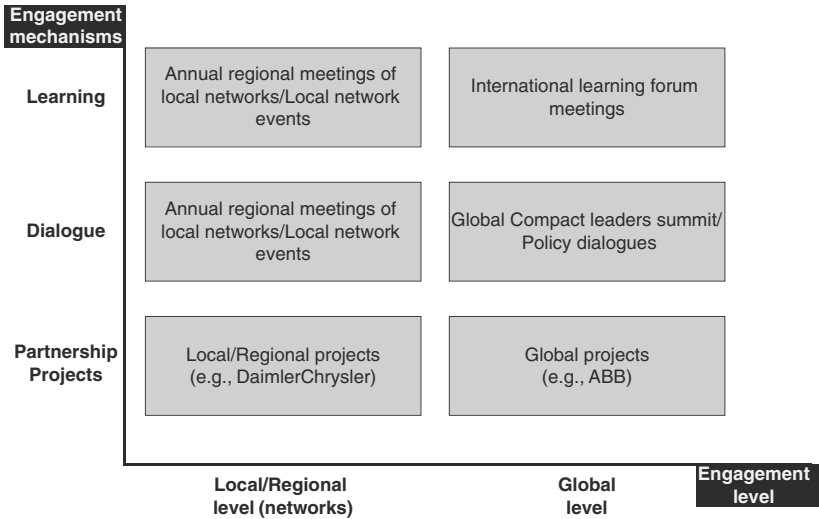 Engagement
mechanisms
Learning
Annual regional meetings of
local networks/Local network
events
International learning forum
meetings
Dialogue
Annual regional meetings of
local networks/Local network
events
Global Compact leaders summit/
Policy dialogues
Partnership
Projects
Local/Regional projects
(e.g., DaimlerChrysler)
Global projects
(e.g., ABB)
Local/Regional
level (networks)
Global
level
Engagement
level